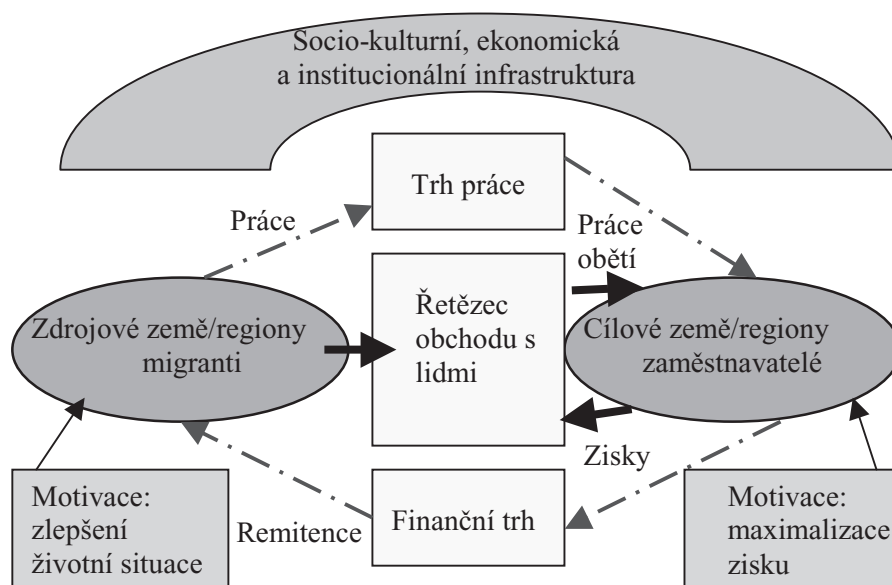 Socio-kulturní, ekonomická
a institucionální infrastruktura
Trh práce
Práce
Práce
obětí
Zdrojové země/regiony
migranti
Řetězec
obchodu s
lidmi
Cílové země/regiony
zaměstnavatelé
Zisky
Motivace:
zlepšení
životní situace
Remitence
Finanční trh
Motivace:
maximalizace
zisku